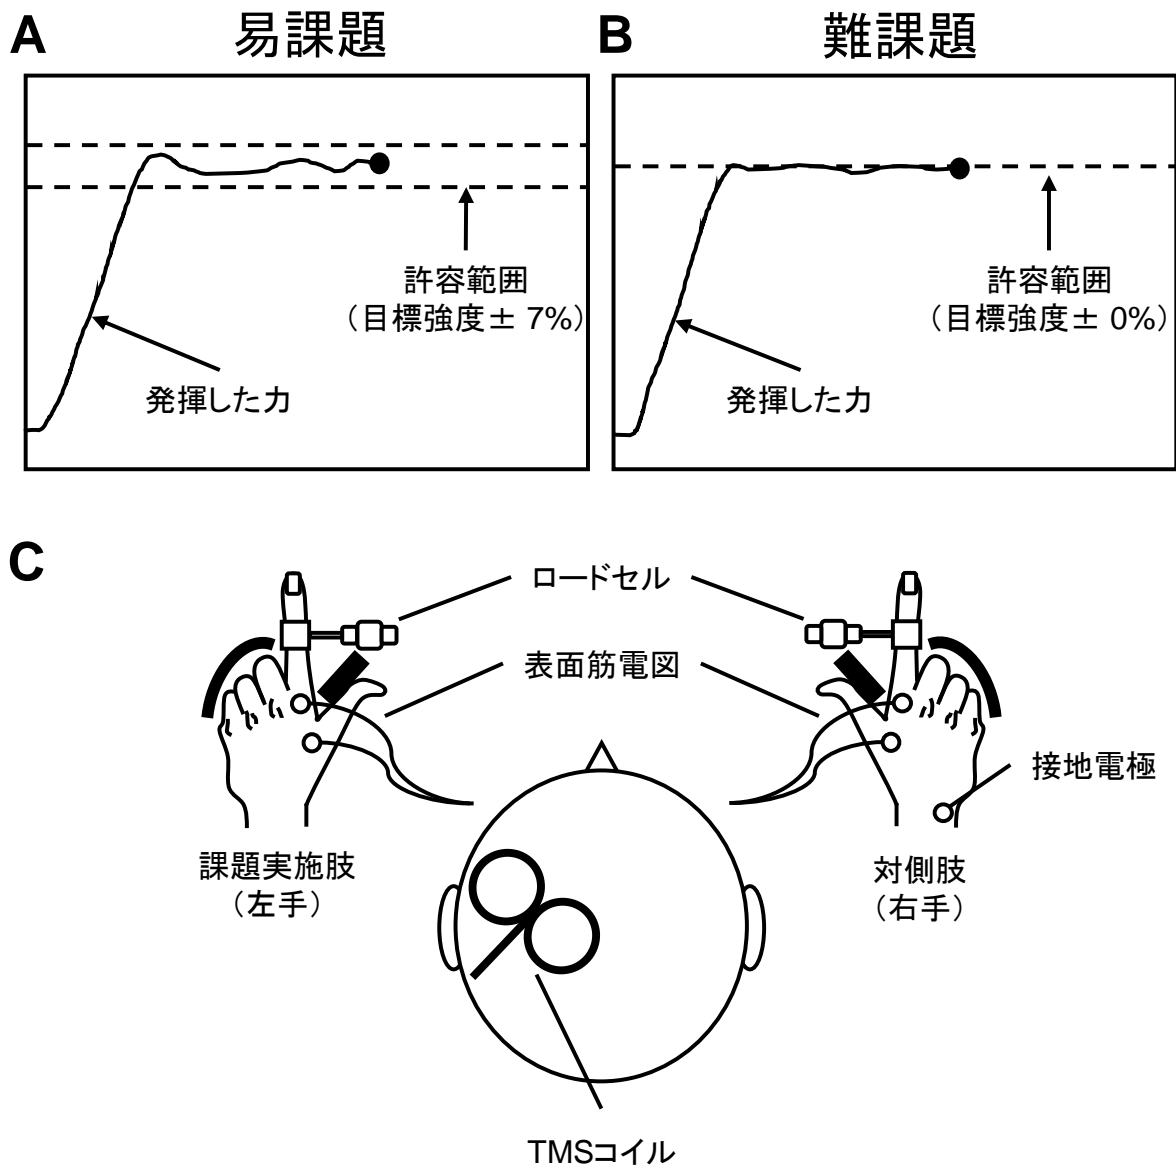 A
易課題
許容範囲
（目標強度± 7%）
発揮した力
B
難課題
許容範囲
（目標強度± 0%）
発揮した力
C
ロードセル
表面筋電図
接地電極
課題実施肢
（左手）
対側肢
（右手）
TMSコイル